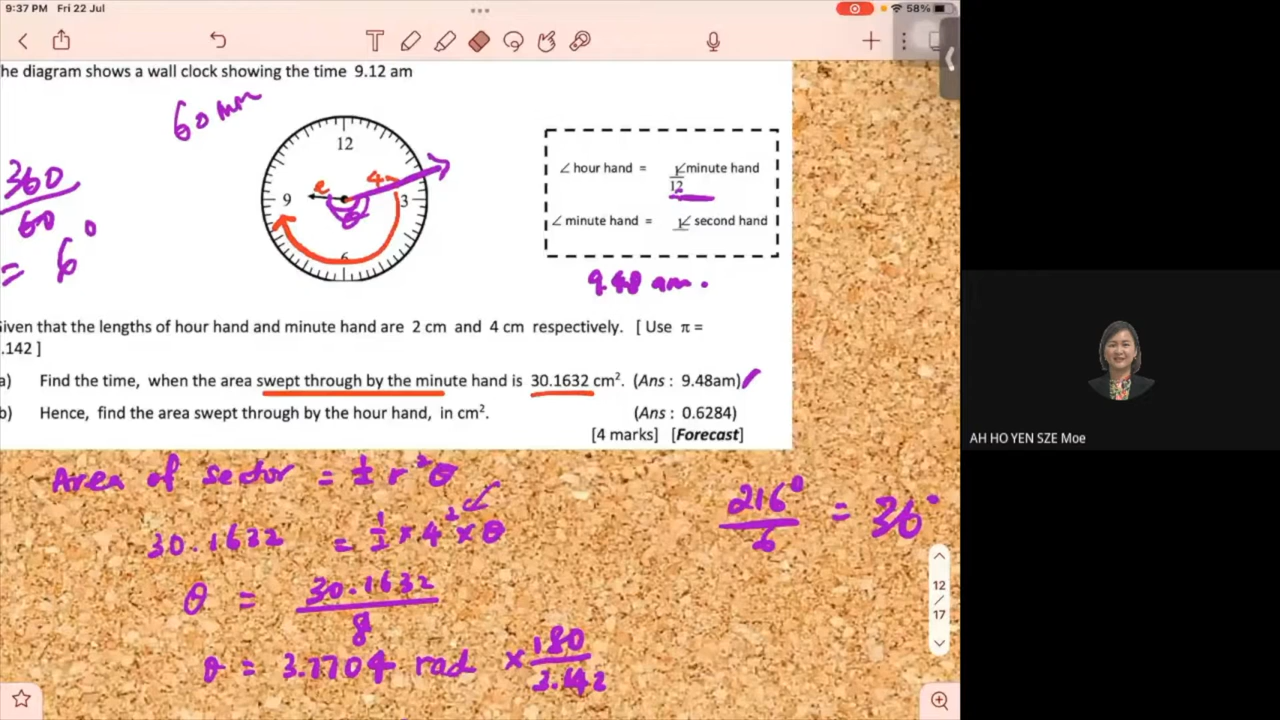 9:37 PM Fri 22 Jul
58%
he diagram shows a wall clock showing the time 9.12 am
60 min
12
9
3
6
2
4
θ
360
60
= 6°
∠ hour hand = 1/12 ∠ minute hand
∠ minute hand = ∠ second hand
9.48 am.
Given that the lengths of hour hand and minute hand are 2 cm and 4 cm respectively. [ Use π =
.142 ]
a) Find the time, when the area swept through by the minute hand is 30.1632 cm². (Ans : 9.48am)
b) Hence, find the area swept through by the hour hand, in cm². (Ans : 0.6284)
[4 marks] [Forecast]
Area of sector = ½ r²θ
30.1632 = ½ × 4² × θ
θ = 30.1632 / 8
θ = 3.7704 rad × 180 / 3.142
216° / 6 = 36°
12
/
17
AH HO YEN SZE Moe